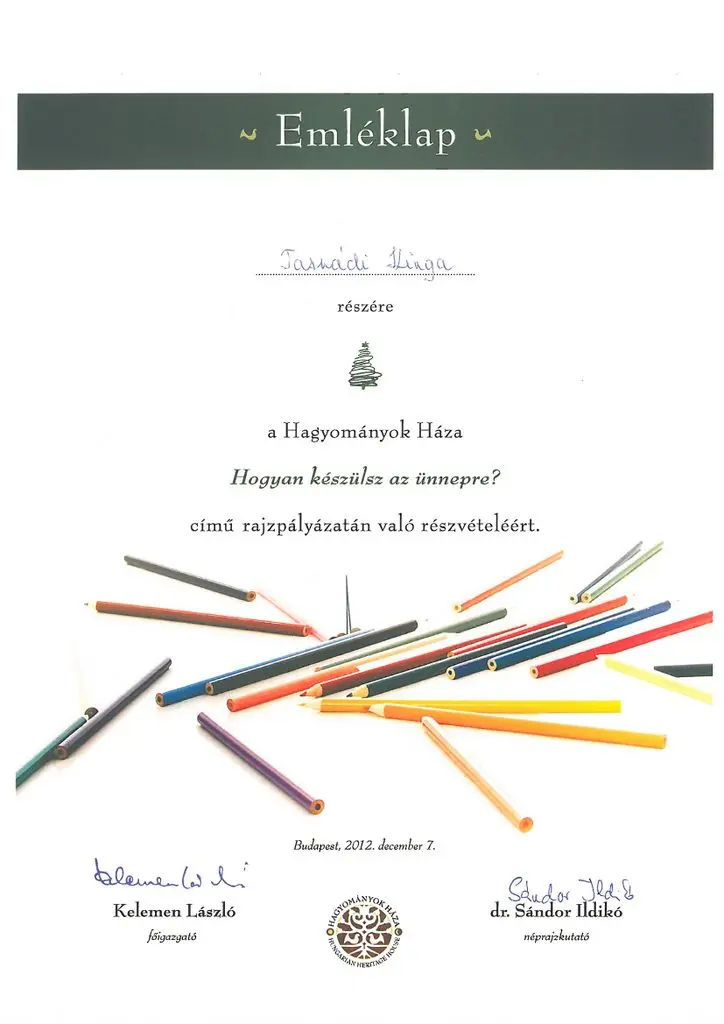 Emléklap
Tasnádi Kinga
részére
a Hagyományok Háza
Hogyan készülsz az ünnepre?
című rajzpályázatán való részvételéért.
Budapest, 2012. december 7.
Kelemen László
Kelemen László
főigazgató
HAGYOMÁNYOK HÁZA
HUNGARIAN HERITAGE HOUSE
Sándor Ildikó
dr. Sándor Ildikó
néprajzkutató